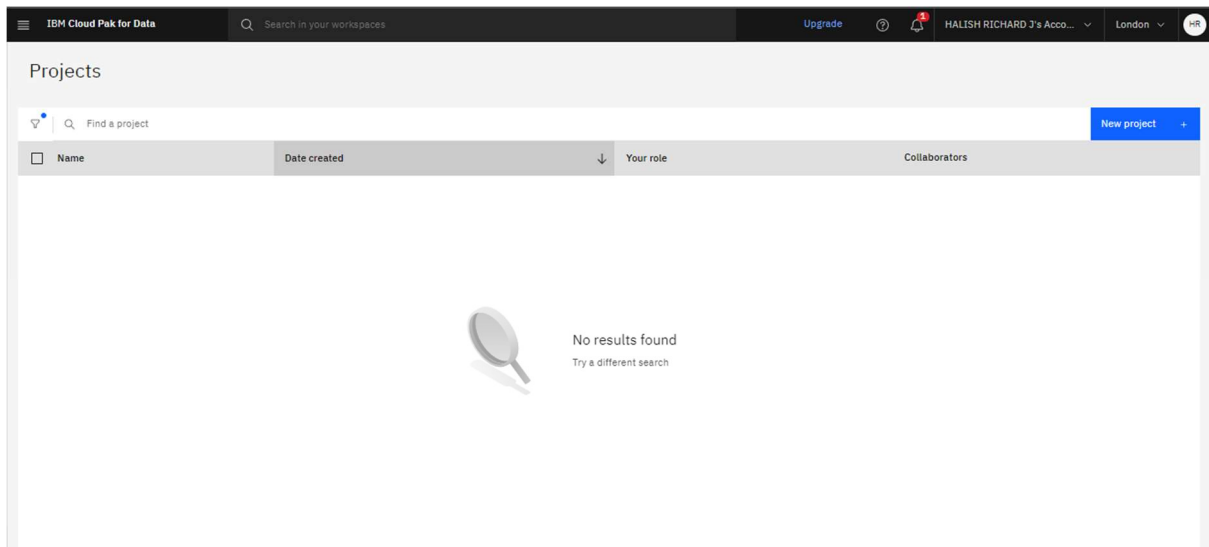 IBM Cloud Pak for Data Search in your workspaces Upgrade 1 HALISH RICHARD J's Acco... London HR
Projects
Find a project New project +
Name Date created Your role Collaborators
No results found
Try a different search